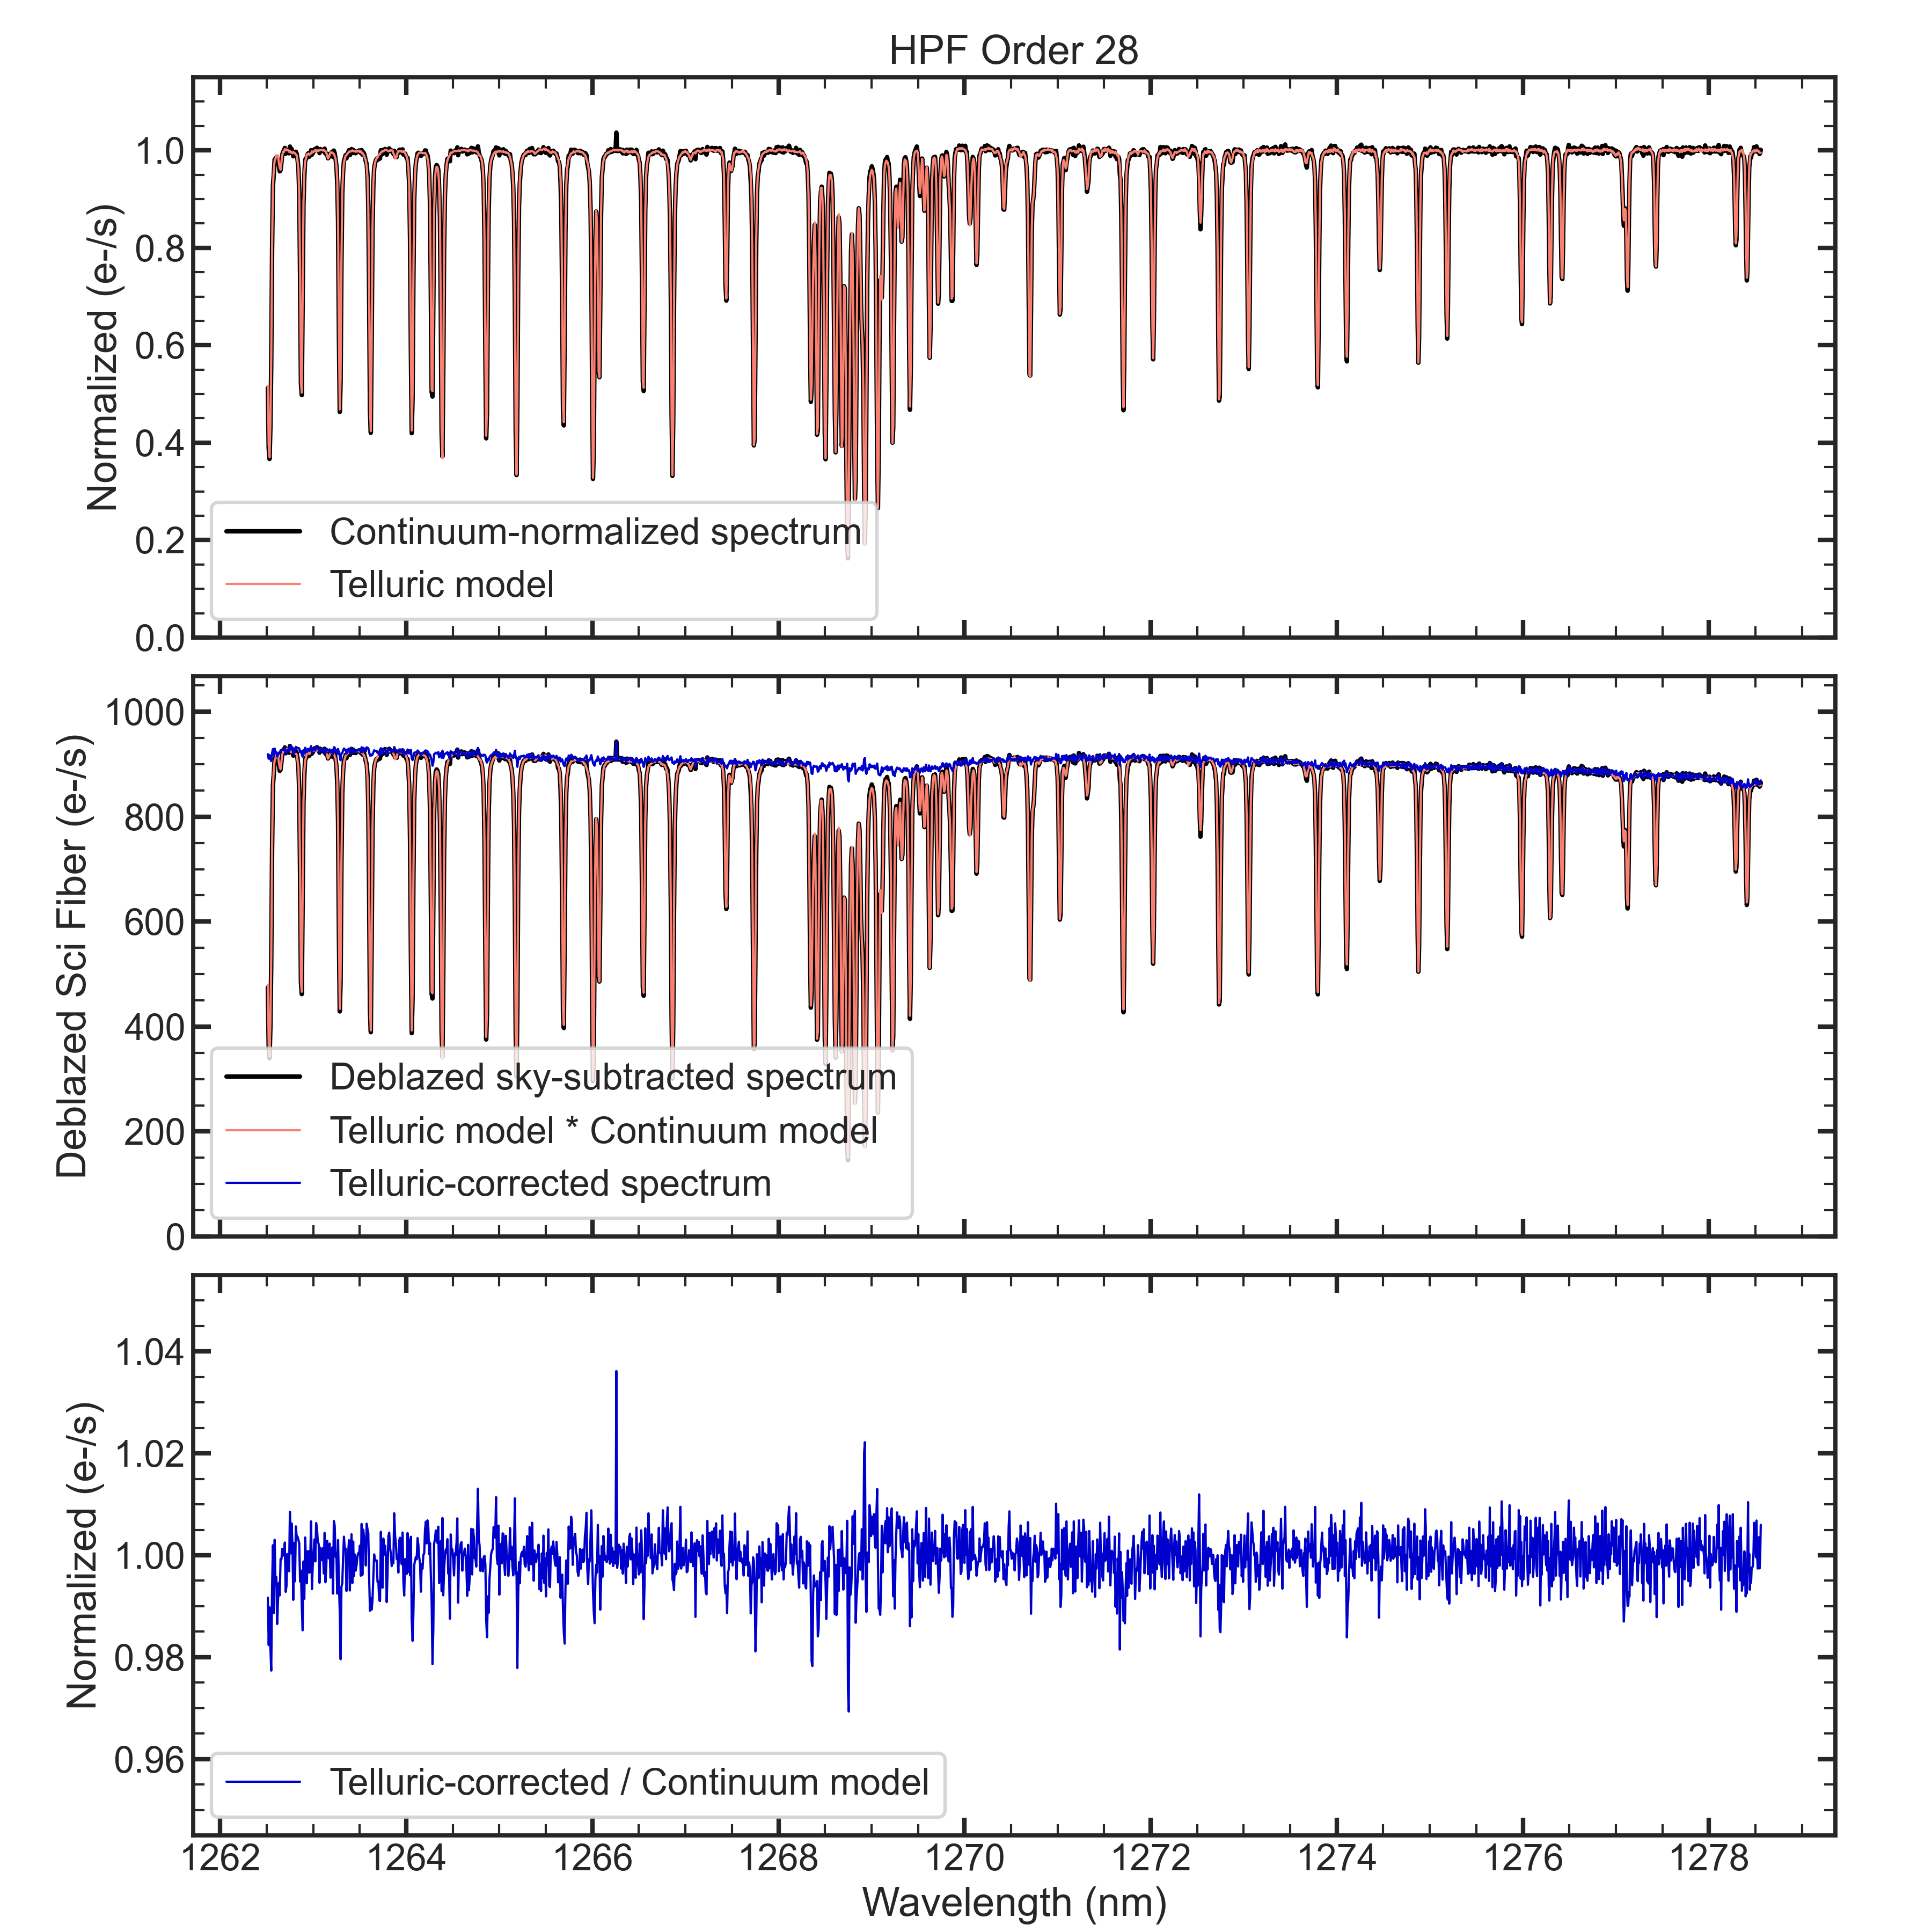 HPF Order 28
Normalized (e-/s)
1.0
0.8
0.6
0.4
0.2
0.0
Continuum-normalized spectrum
Telluric model
Deblazed Sci Fiber (e-/s)
1000
800
600
400
200
0
Deblazed sky-subtracted spectrum
Telluric model * Continuum model
Telluric-corrected spectrum
Normalized (e-/s)
1.04
1.02
1.00
0.98
0.96
Telluric-corrected / Continuum model
1262 1264 1266 1268 1270 1272 1274 1276 1278
Wavelength (nm)